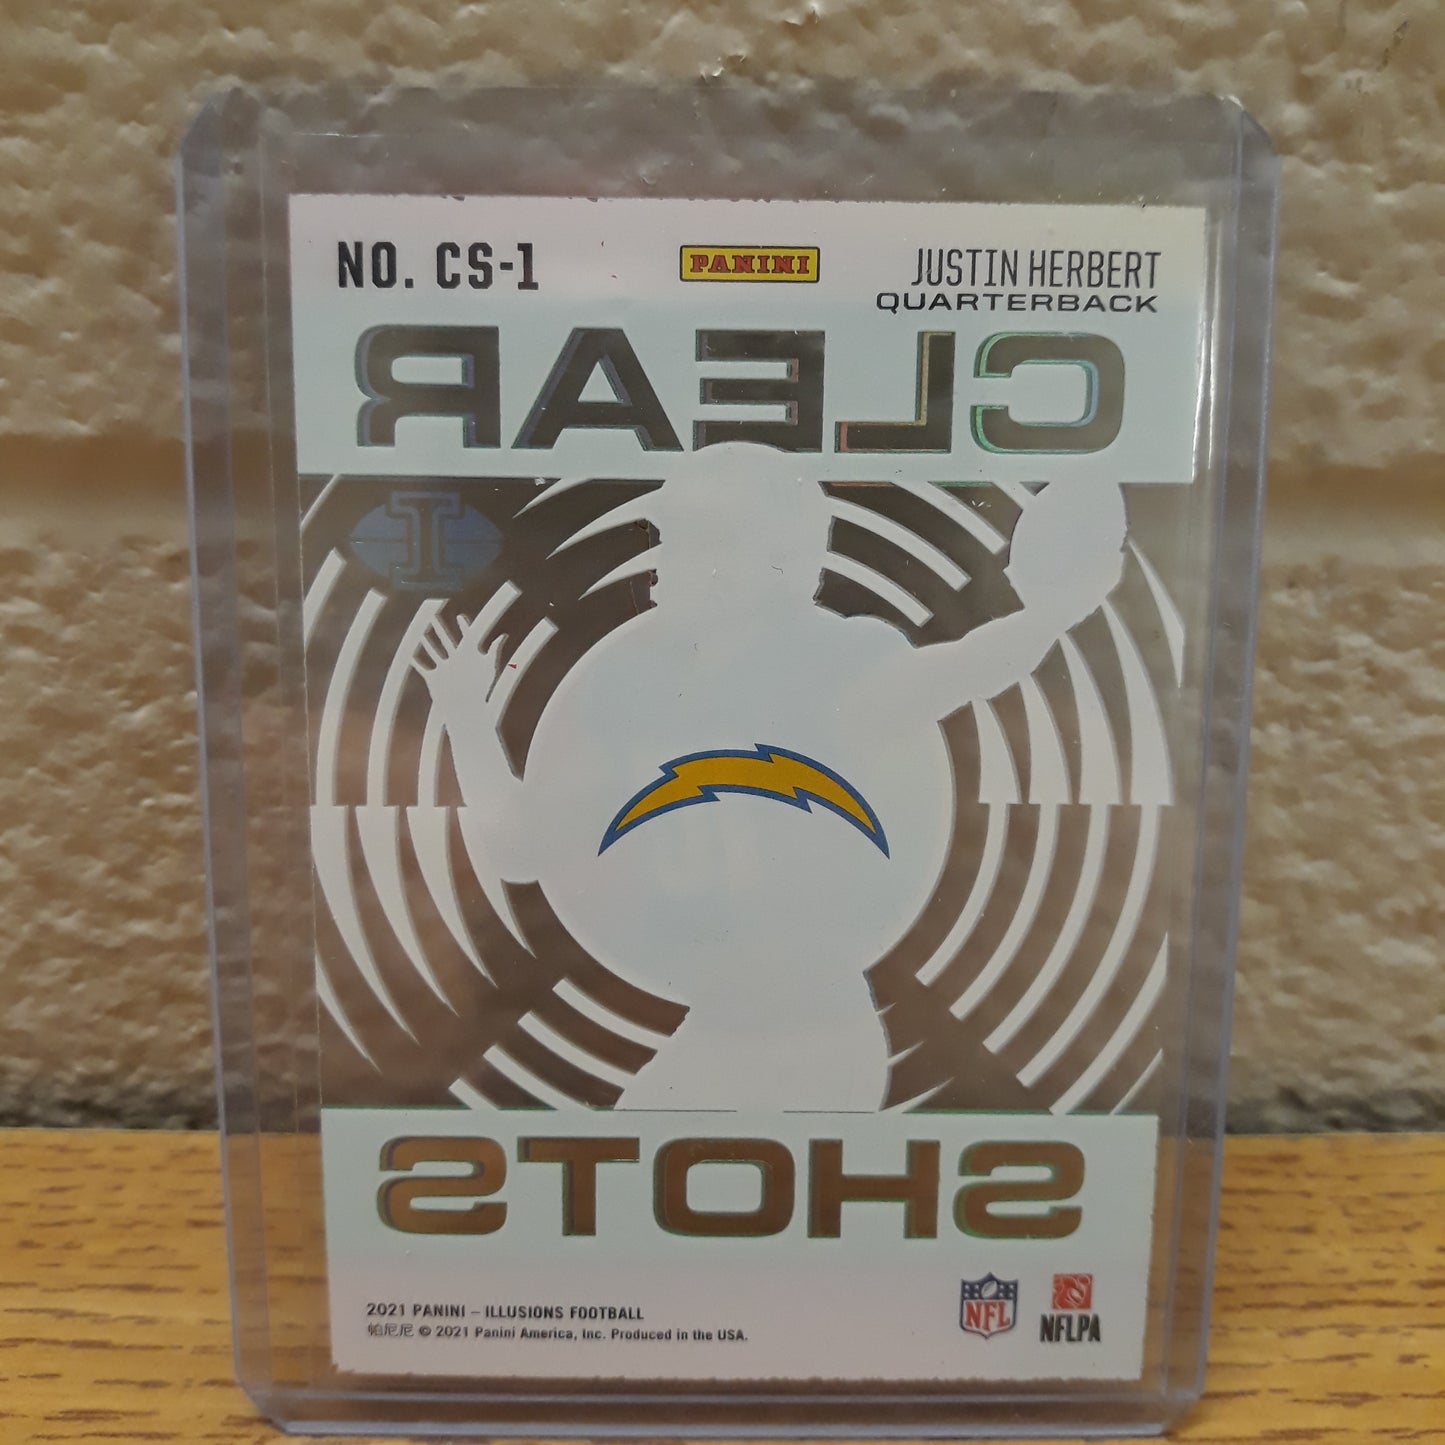 NO. CS-1
PANINI
JUSTIN HERBERT
QUARTERBACK
CLEAR
I
SHOTS
2021 PANINI – ILLUSIONS FOOTBALL
帕尼尼 © 2021 Panini America, Inc. Produced in the USA.
NFL
NFLPA